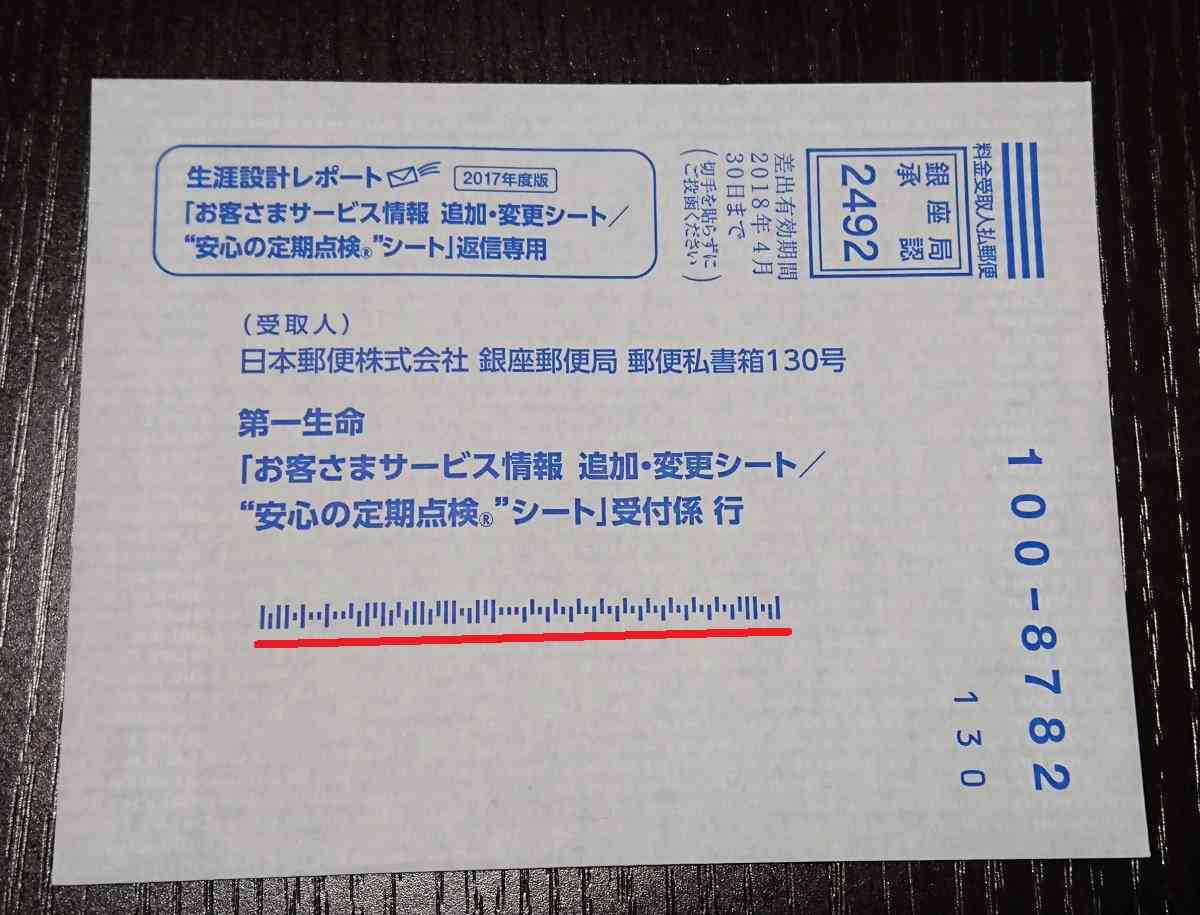 生涯設計レポート 2017年度版
「お客さまサービス情報 追加・変更シート/
“安心の定期点検®”シート」返信専用
料金受取人払郵便
銀座局認
承
2492
差出有効期間
2018年4月
30日まで
(切手を貼らずに
ご投函ください)
(受取人)
日本郵便株式会社 銀座郵便局 郵便私書箱130号
第一生命
「お客さまサービス情報 追加・変更シート/
“安心の定期点検®”シート」受付係 行
100-8782
130